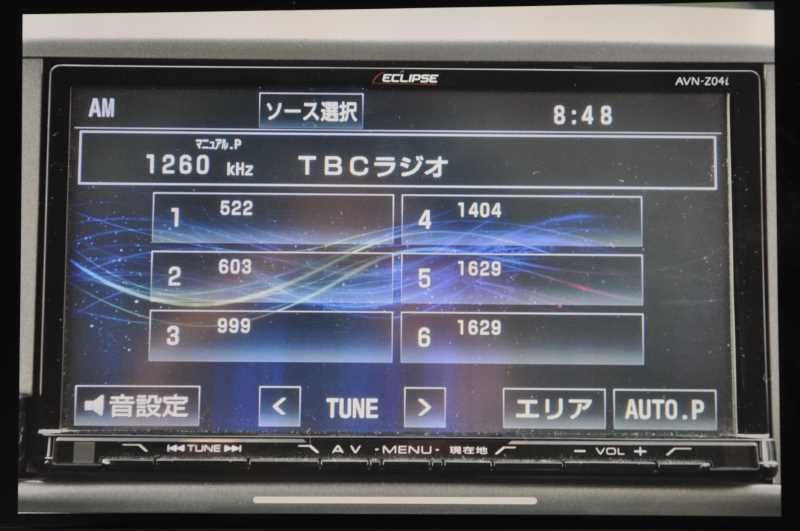 ECLIPSE
AVN-Z04i
AM
ソース選択
8:48
マニュアル.P
1260 kHz TBCラジオ
1 522
4 1404
2 603
5 1629
3 999
6 1629
音設定
< TUNE >
エリア
AUTO.P
TUNE
AV
MENU
現在地
− VOL +